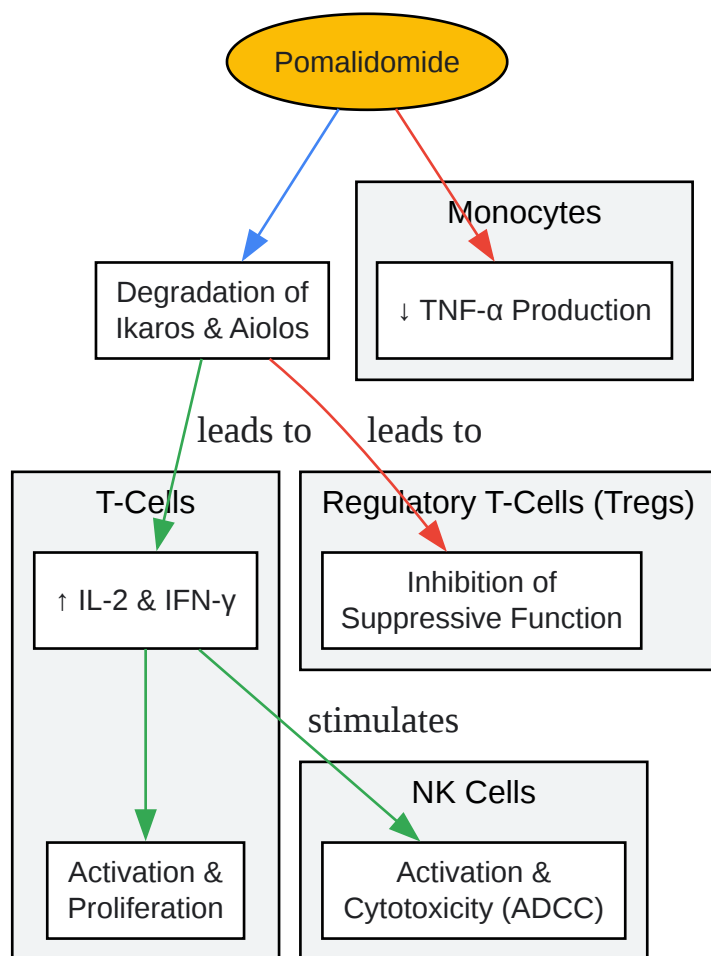 Pomalidomide
Monocytes
Degradation of
Ikaros & Aiolos
↓ TNF-α Production
leads to
leads to
T-Cells
Regulatory T-Cells (Tregs)
↑ IL-2 & IFN-γ
Inhibition of
Suppressive Function
stimulates
NK Cells
Activation &
Proliferation
Activation &
Cytotoxicity (ADCC)